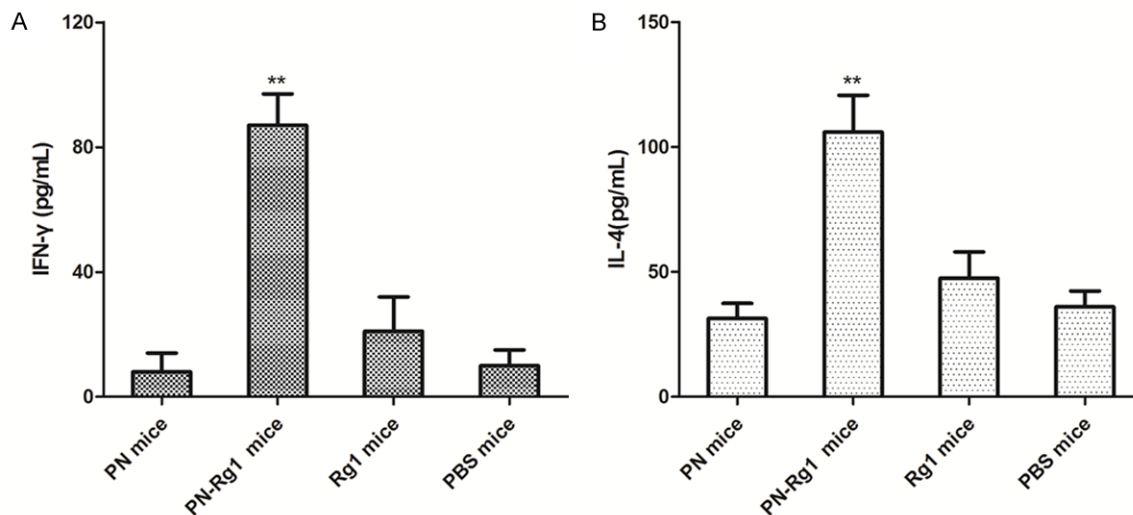 A
IFN-γ (pg/mL)
120
80
40
0
**
PN mice
PN-Rg1 mice
Rg1 mice
PBS mice
B
IL-4(pg/mL)
150
100
50
0
**
PN mice
PN-Rg1 mice
Rg1 mice
PBS mice